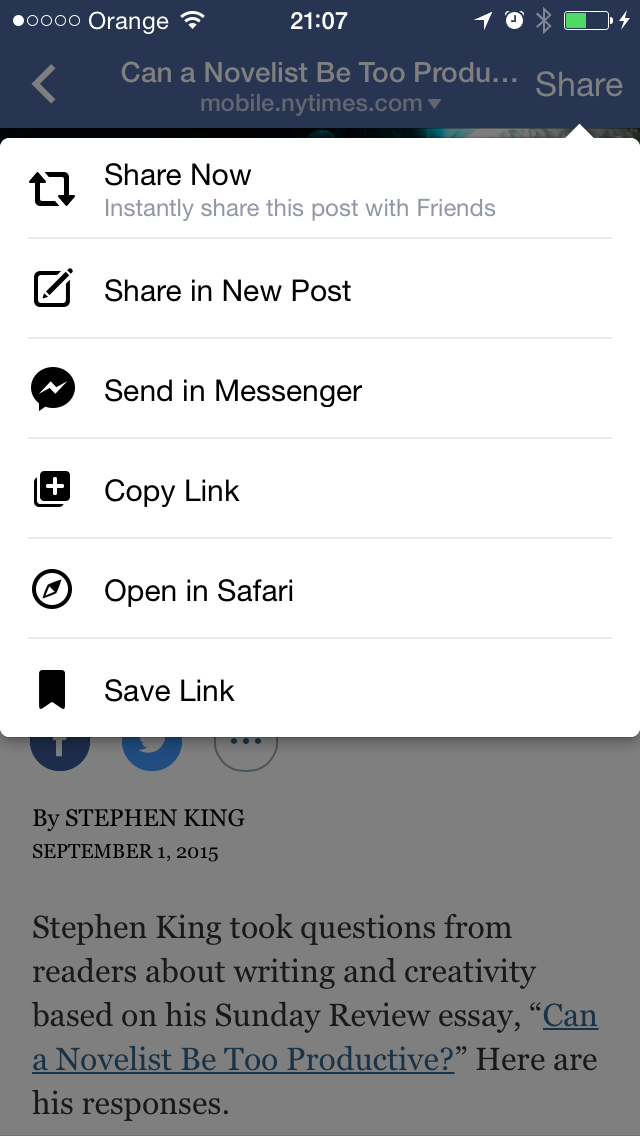 Orange 21:07
Can a Novelist Be Too Produ...
mobile.nytimes.com
Share
Share Now
Instantly share this post with Friends
Share in New Post
Send in Messenger
Copy Link
Open in Safari
Save Link
By STEPHEN KING
SEPTEMBER 1, 2015
Stephen King took questions from
readers about writing and creativity
based on his Sunday Review essay, “Can
a Novelist Be Too Productive?” Here are
his responses.